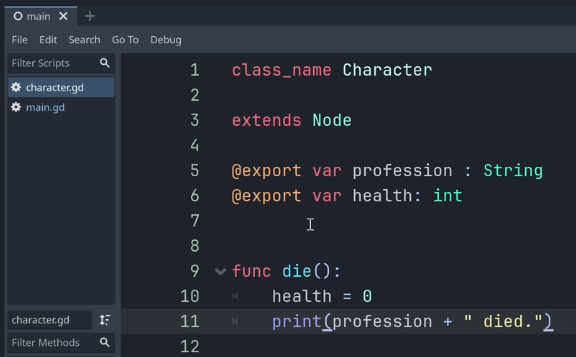 main
File Edit Search Go To Debug
Filter Scripts
character.gd
main.gd
character.gd
Filter Methods
1 class_name Character
2
3 extends Node
4
5 @export var profession : String
6 @export var health: int
7
8
9 func die():
10 health = 0
11 print(profession + " died.")
12